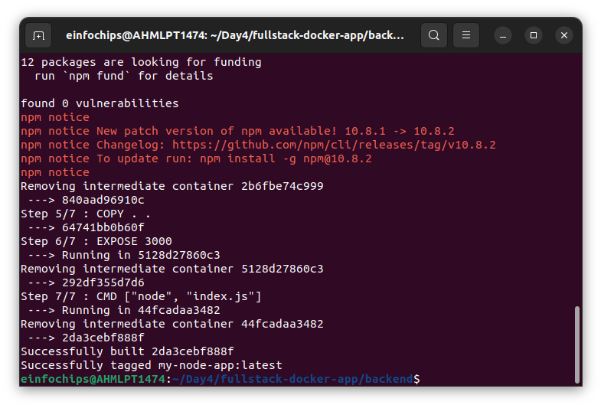 einfochips@AHMLPT1474: ~/Day4/fullstack-docker-app/back...
12 packages are looking for funding
  run `npm fund` for details

found 0 vulnerabilities
npm notice
npm notice New patch version of npm available! 10.8.1 -> 10.8.2
npm notice Changelog: https://github.com/npm/cli/releases/tag/v10.8.2
npm notice To update run: npm install -g npm@10.8.2
npm notice
Removing intermediate container 2b6fbe74c999
 ---> 840aad96910c
Step 5/7 : COPY . .
 ---> 64741bb0b60f
Step 6/7 : EXPOSE 3000
 ---> Running in 5128d27860c3
Removing intermediate container 5128d27860c3
 ---> 292df355d7d6
Step 7/7 : CMD ["node", "index.js"]
 ---> Running in 44fcadaa3482
Removing intermediate container 44fcadaa3482
 ---> 2da3cebf888f
Successfully built 2da3cebf888f
Successfully tagged my-node-app:latest
einfochips@AHMLPT1474:~/Day4/fullstack-docker-app/backend$